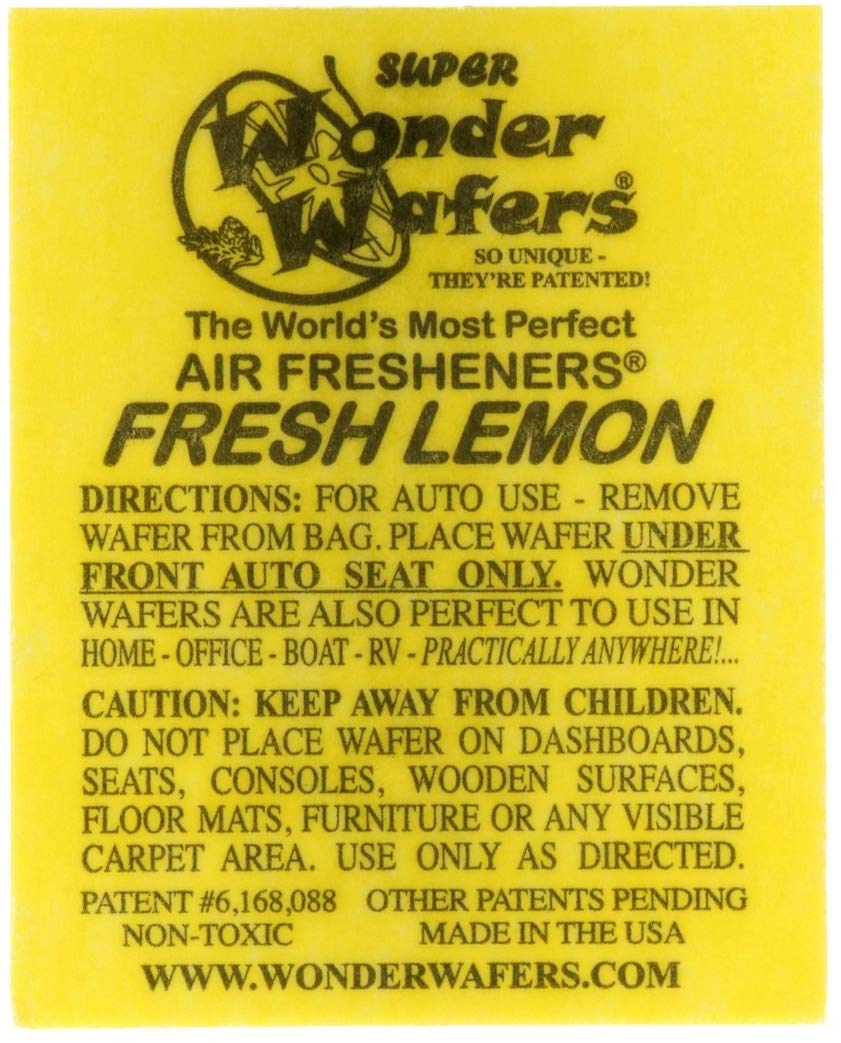 SUPER
Wonder
Wafers®
SO UNIQUE -
THEY'RE PATENTED!
The World's Most Perfect
AIR FRESHENERS®
FRESH LEMON
DIRECTIONS: FOR AUTO USE - REMOVE
WAFER FROM BAG. PLACE WAFER UNDER
FRONT AUTO SEAT ONLY. WONDER
WAFERS ARE ALSO PERFECT TO USE IN
HOME - OFFICE - BOAT - RV - PRACTICALLY ANYWHERE!...
CAUTION: KEEP AWAY FROM CHILDREN.
DO NOT PLACE WAFER ON DASHBOARDS,
SEATS, CONSOLES, WOODEN SURFACES,
FLOOR MATS, FURNITURE OR ANY VISIBLE
CARPET AREA. USE ONLY AS DIRECTED.
PATENT #6,168,088 OTHER PATENTS PENDING
NON-TOXIC MADE IN THE USA
WWW.WONDERWAFERS.COM